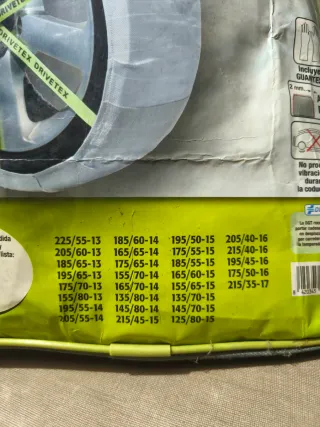 DRIVETEX DRIVETEX
Incluye
GUANTES
2 mm.
No pro
vibraci
duran
la condu
dida
y
lista:
225/55-13 185/60-14 195/50-15 205/40-16
205/60-13 165/65-14 175/55-15 215/40-16
185/65-13 175/65-14 185/55-15 195/45-16
195/65-13 155/70-14 165/60-15 175/50-16
175/70-13 165/70-14 155/65-15 215/35-17
155/80-13 135/80-14 135/70-15
195/55-14 145/80-14 145/70-15
205/55-14 215/45-15 125/80-15